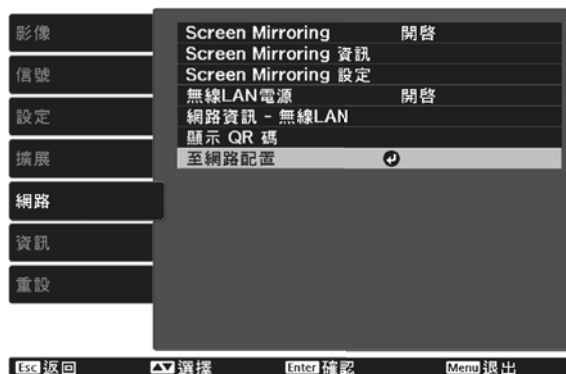 影像
信號
設定
擴展
網路
資訊
重設
Screen Mirroring 開啓
Screen Mirroring 資訊
Screen Mirroring 設定
無線LAN電源 開啓
網路資訊 - 無線LAN
顯示 QR 碼
至網路配置
Esc 返回 選擇 Enter 確認 Menu 退出